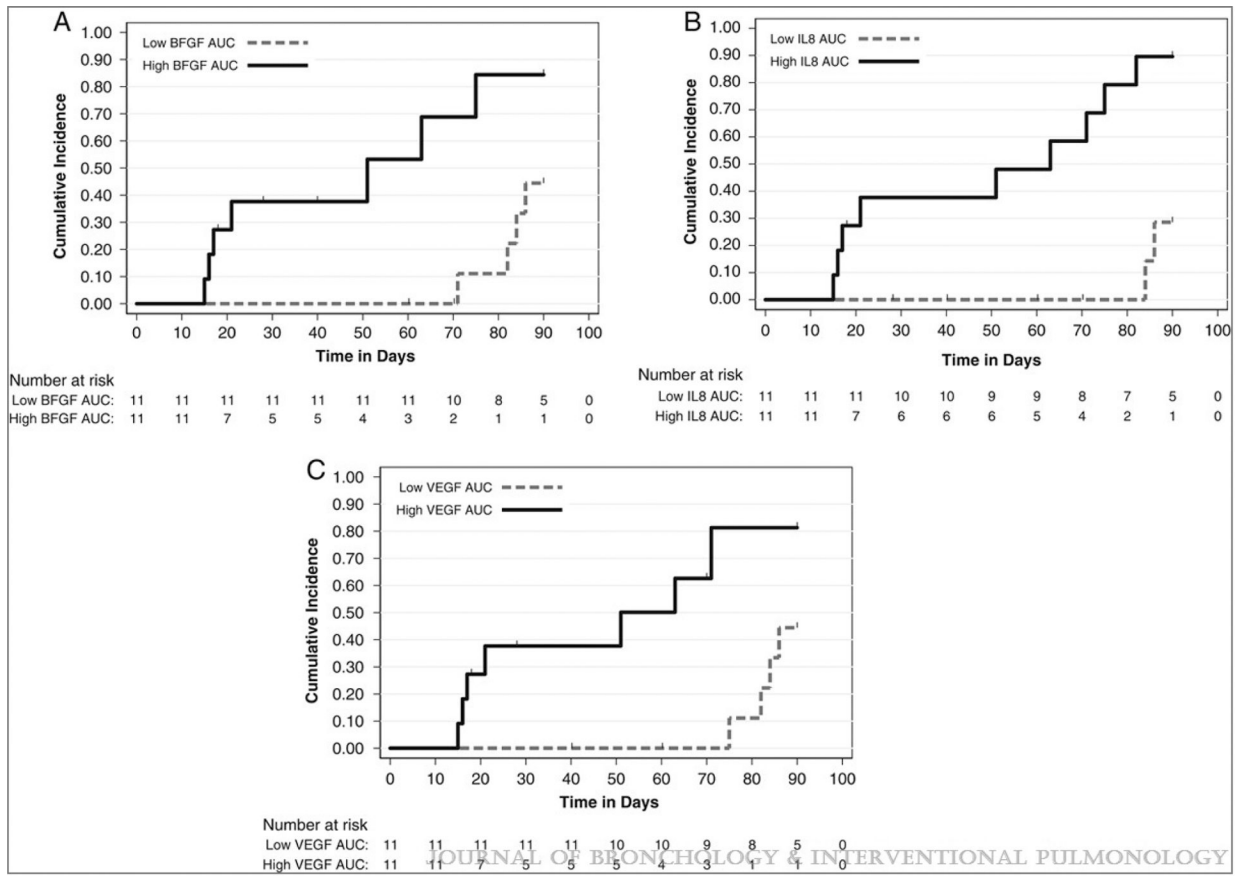 A
1.00
0.90
0.80
0.70
0.60
0.50
0.40
0.30
0.20
0.10
0.00
Cumulative Incidence
Low BFGF AUC
High BFGF AUC
0 10 20 30 40 50 60 70 80 90 100
Time in Days
Number at risk
Low BFGF AUC: 11 11 11 11 11 11 11 10 8 5 0
High BFGF AUC: 11 11 7 5 5 4 3 2 1 1 0
B
1.00
0.90
0.80
0.70
0.60
0.50
0.40
0.30
0.20
0.10
0.00
Cumulative Incidence
Low IL8 AUC
High IL8 AUC
0 10 20 30 40 50 60 70 80 90 100
Time in Days
Number at risk
Low IL8 AUC: 11 11 11 10 10 9 9 8 7 5 0
High IL8 AUC: 11 11 7 6 6 6 5 4 2 1 0
C
1.00
0.90
0.80
0.70
0.60
0.50
0.40
0.30
0.20
0.10
0.00
Cumulative Incidence
Low VEGF AUC
High VEGF AUC
0 10 20 30 40 50 60 70 80 90 100
Time in Days
Number at risk
Low VEGF AUC: 11 11 11 11 11 10 10 9 8 5 0
High VEGF AUC: 11 11 7 5 5 5 4 3 1 1 0
JOURNAL OF BRONCHOLOGY & INTERVENTIONAL PULMONOLOGY